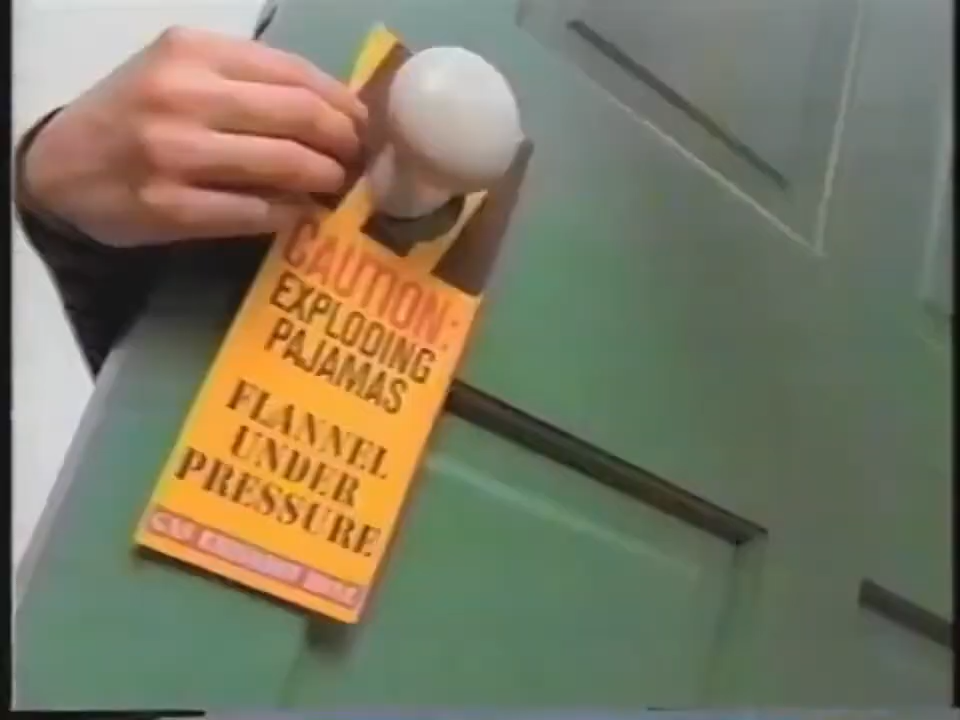 CAUTION:
EXPLODING
PAJAMAS
FLANNEL
UNDER
PRESSURE